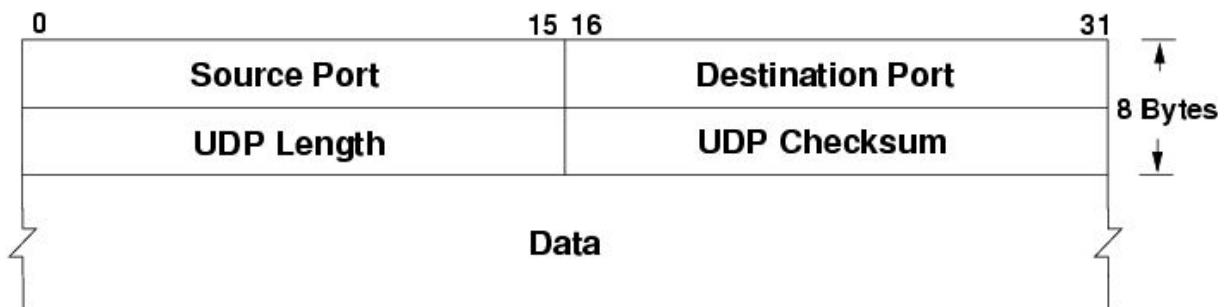 0 15 16 31
Source Port Destination Port
8 Bytes
UDP Length UDP Checksum
Data